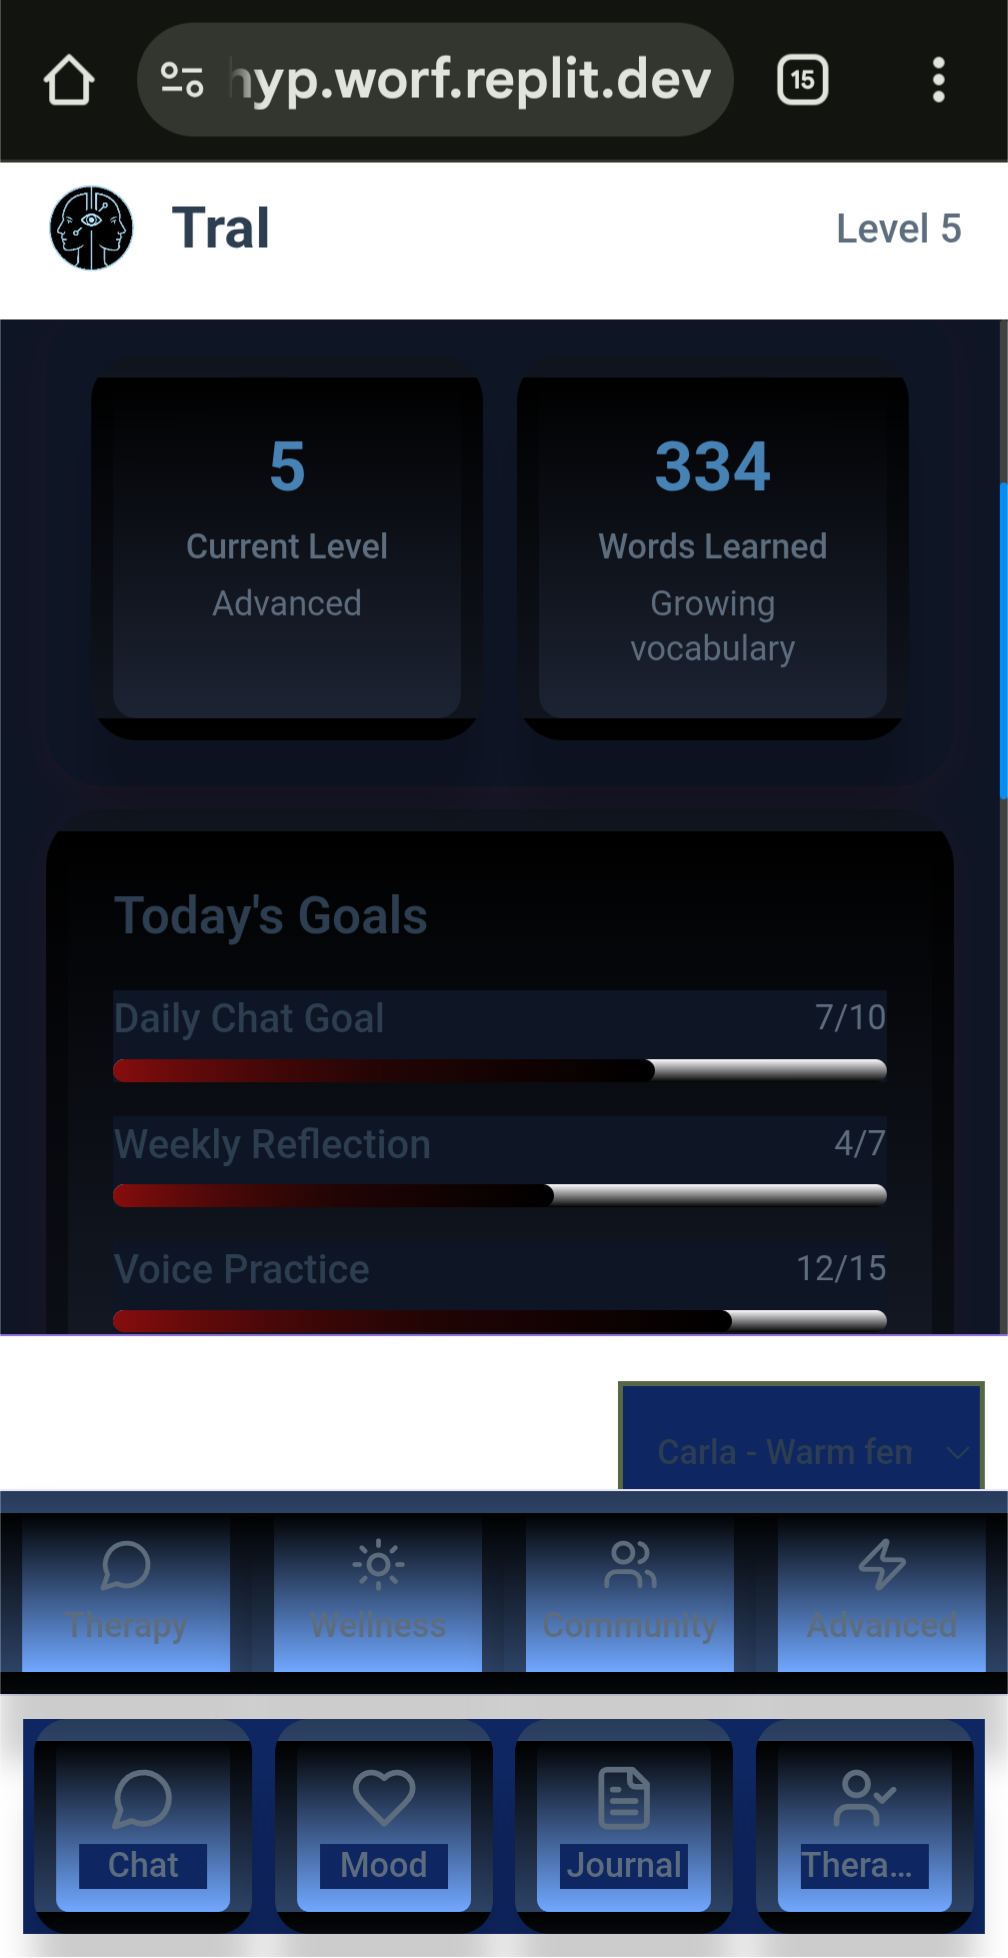 hyp.worf.replit.dev
15
Tral
Level 5
5
Current Level
Advanced
334
Words Learned
Growing
vocabulary
Today's Goals
Daily Chat Goal 7/10
Weekly Reflection 4/7
Voice Practice 12/15
Carla - Warm fem
Therapy Wellness Community Advanced
Chat Mood Journal Thera...